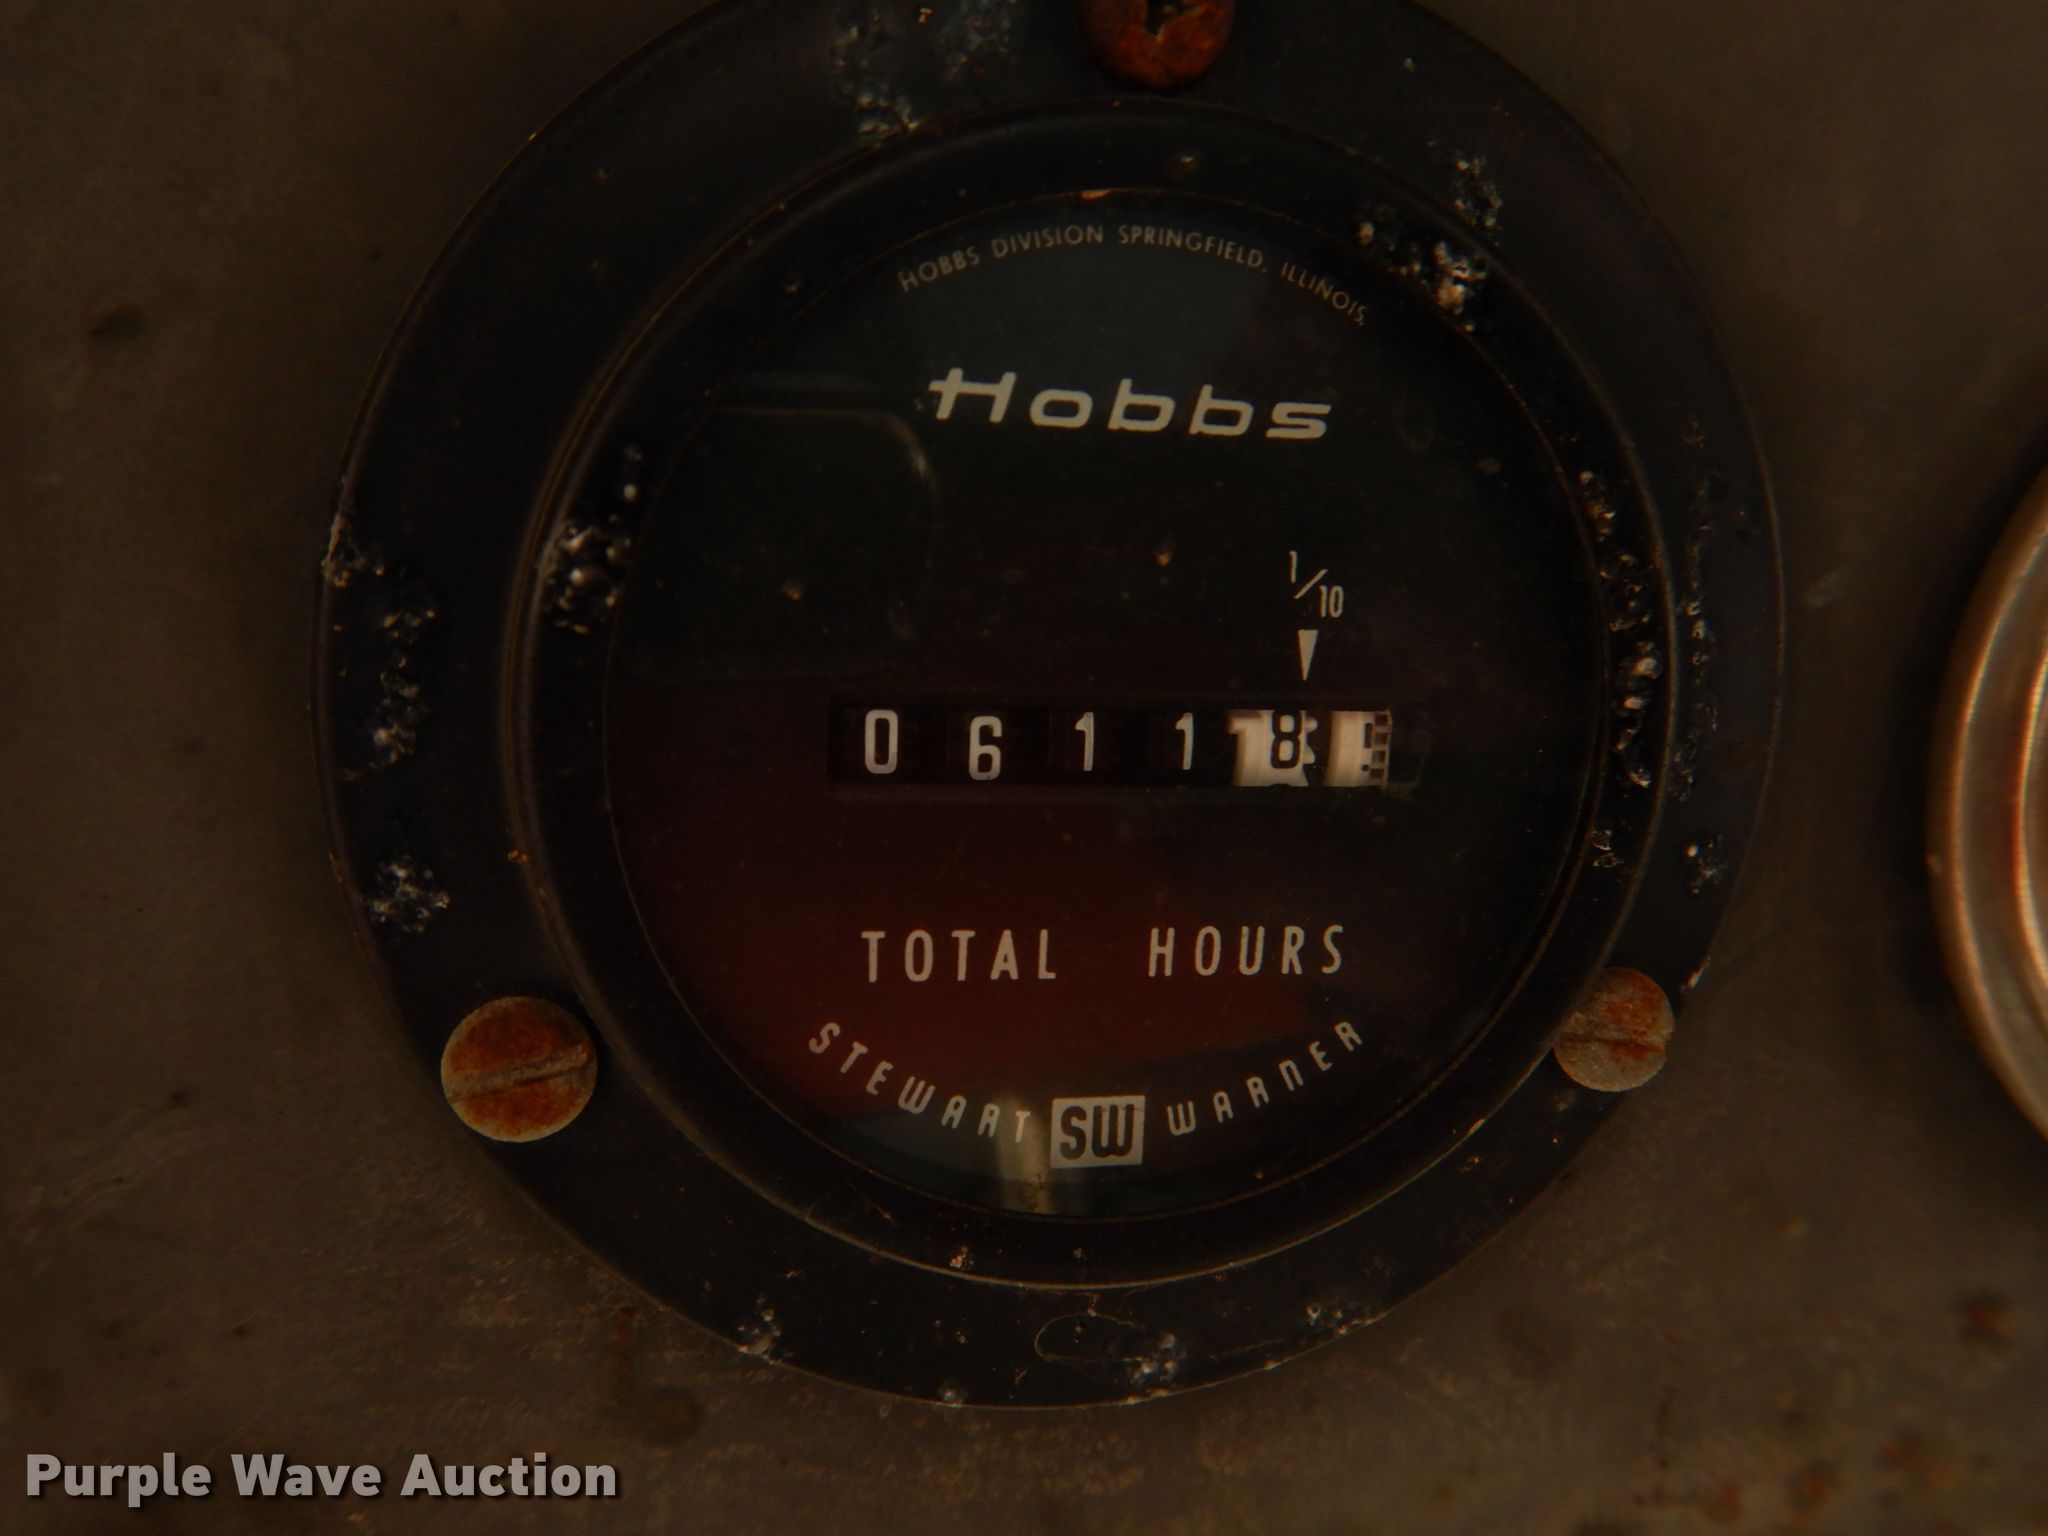 HOBBS DIVISION SPRINGFIELD, ILLINOIS.
Hobbs
1/10
0 6 1 1 8
TOTAL HOURS
STEWART SW WARNER
Purple Wave Auction